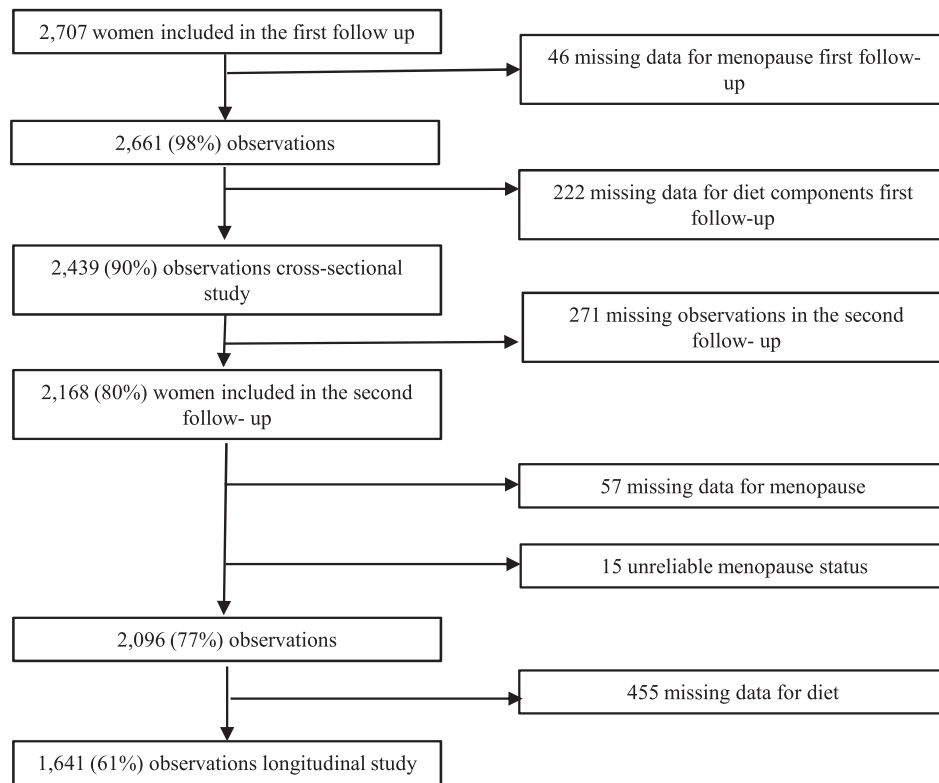 2,707 women included in the first follow up
46 missing data for menopause first follow-
up
2,661 (98%) observations
222 missing data for diet components first
follow-up
2,439 (90%) observations cross-sectional
study
271 missing observations in the second
follow- up
2,168 (80%) women included in the second
follow- up
57 missing data for menopause
15 unreliable menopause status
2,096 (77%) observations
455 missing data for diet
1,641 (61%) observations longitudinal study